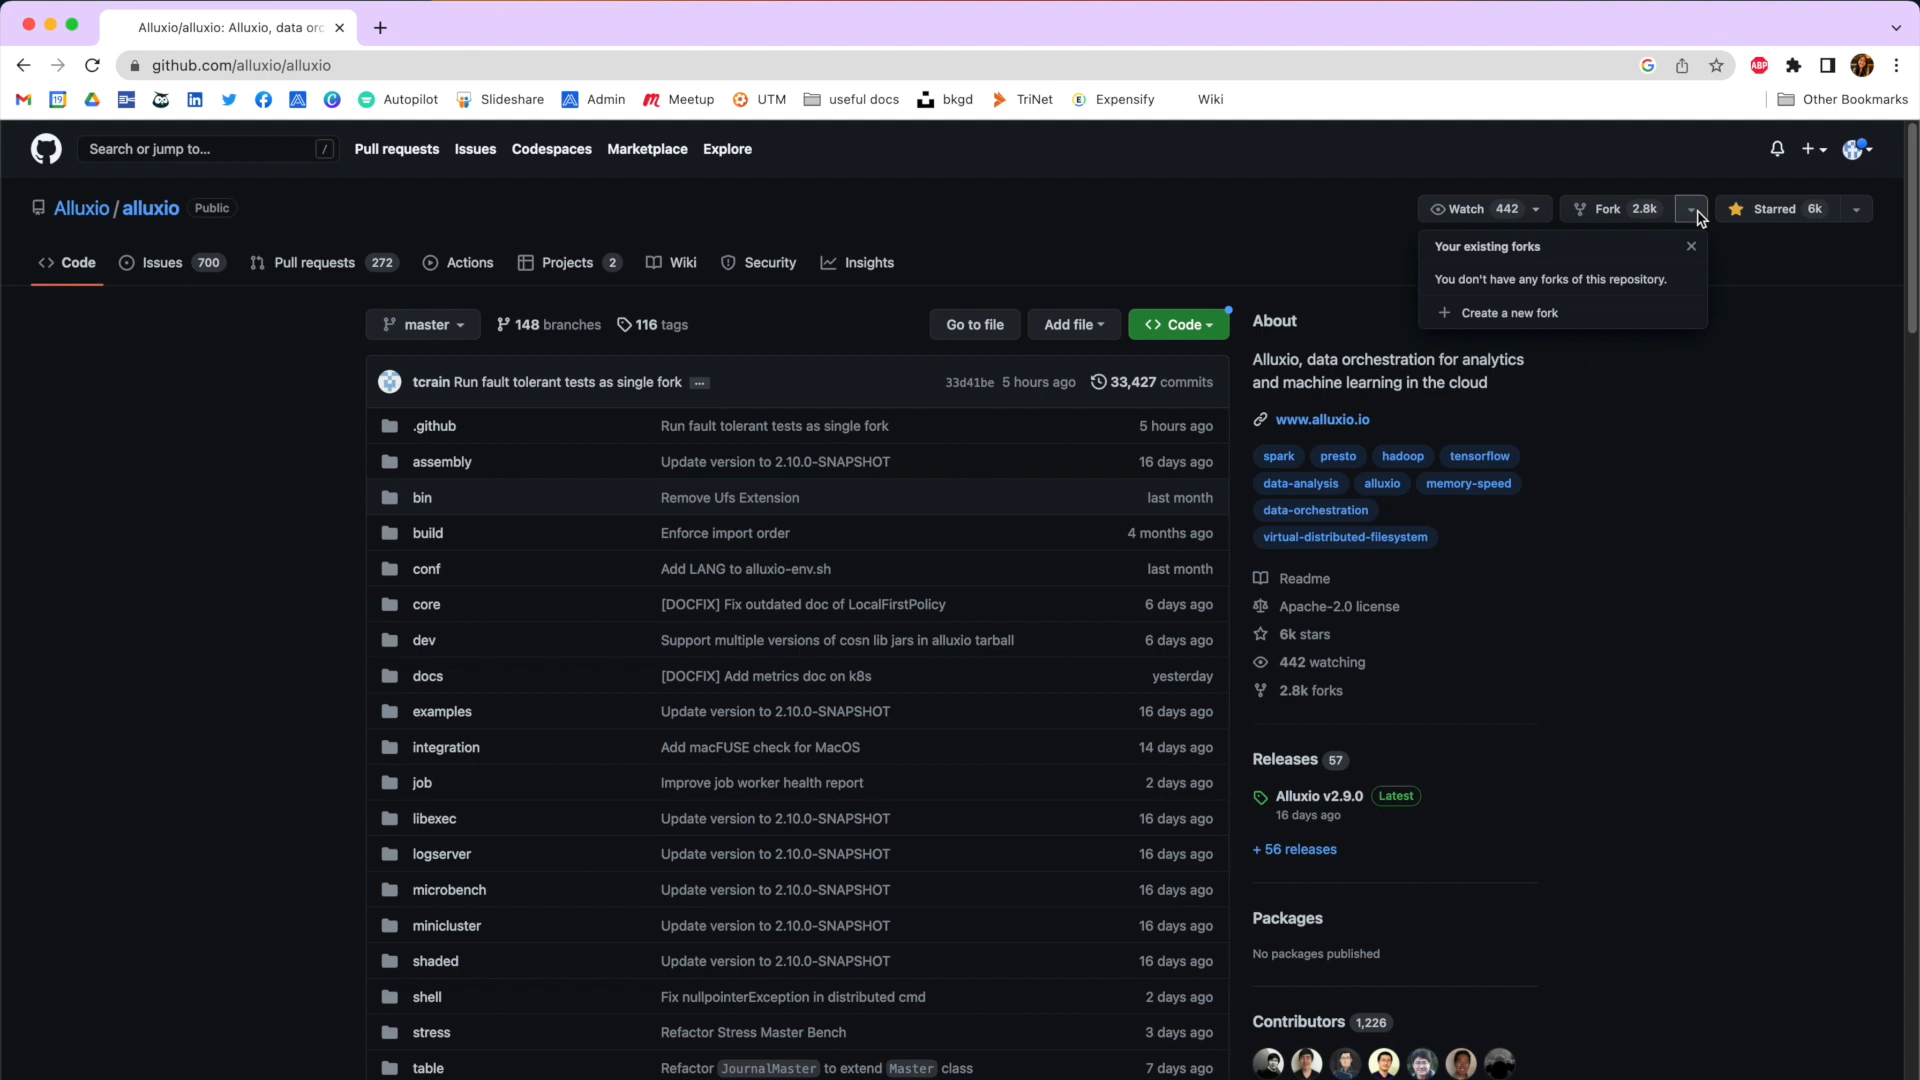 Alluxio/alluxio: Alluxio, data orc
github.com/alluxio/alluxio
ABP
19
Autopilot Slideshare Admin Meetup UTM useful docs bkgd TriNet Expensify Wiki Other Bookmarks
Search or jump to... / Pull requests Issues Codespaces Marketplace Explore
Alluxio / alluxio Public Watch 442 Fork 2.8k Starred 6k
Your existing forks
You don't have any forks of this repository.
Create a new fork
Code Issues 700 Pull requests 272 Actions Projects 2 Wiki Security Insights
master 148 branches 116 tags Go to file Add file Code
tcrain Run fault tolerant tests as single fork ... 33d41be 5 hours ago 33,427 commits
.github Run fault tolerant tests as single fork 5 hours ago
assembly Update version to 2.10.0-SNAPSHOT 16 days ago
bin Remove Ufs Extension last month
build Enforce import order 4 months ago
conf Add LANG to alluxio-env.sh last month
core [DOCFIX] Fix outdated doc of LocalFirstPolicy 6 days ago
dev Support multiple versions of cosn lib jars in alluxio tarball 6 days ago
docs [DOCFIX] Add metrics doc on k8s yesterday
examples Update version to 2.10.0-SNAPSHOT 16 days ago
integration Add macFUSE check for MacOS 14 days ago
job Improve job worker health report 2 days ago
libexec Update version to 2.10.0-SNAPSHOT 16 days ago
logserver Update version to 2.10.0-SNAPSHOT 16 days ago
microbench Update version to 2.10.0-SNAPSHOT 16 days ago
minicluster Update version to 2.10.0-SNAPSHOT 16 days ago
shaded Update version to 2.10.0-SNAPSHOT 16 days ago
shell Fix nullpointerException in distributed cmd 2 days ago
stress Refactor Stress Master Bench 3 days ago
table Refactor JournalMaster to extend Master class 7 days ago
About
Alluxio, data orchestration for analytics
and machine learning in the cloud
www.alluxio.io
spark presto hadoop tensorflow
data-analysis alluxio memory-speed
data-orchestration
virtual-distributed-filesystem
Readme
Apache-2.0 license
6k stars
442 watching
2.8k forks
Releases 57
Alluxio v2.9.0 Latest
16 days ago
+ 56 releases
Packages
No packages published
Contributors 1,226